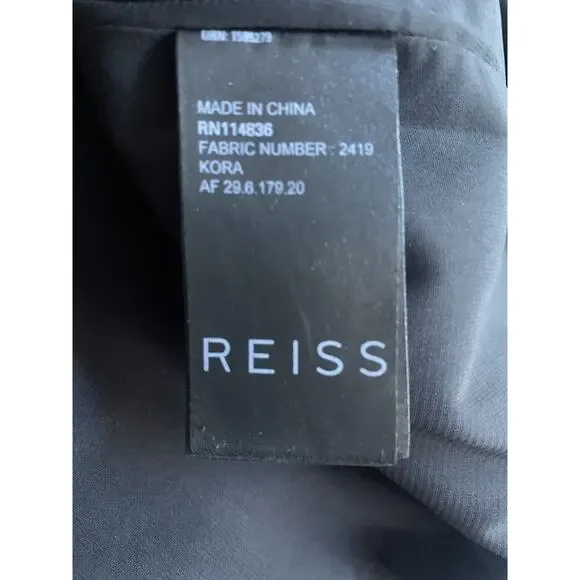 MADE IN CHINA
RN114836
FABRIC NUMBER : 2419
KORA
AF 29.6.179.20
REISS